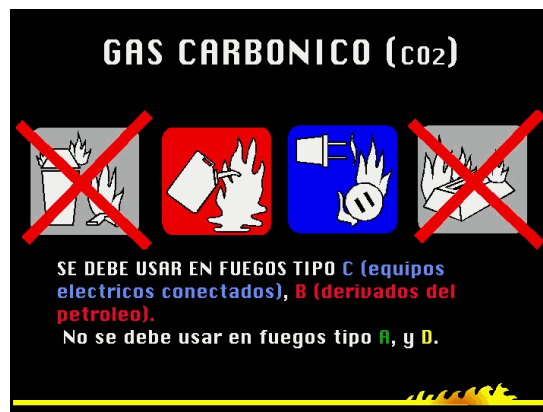 GAS CARBONICO (CO2)
SE DEBE USAR EN FUEGOS TIPO C (equipos
electricos conectados), B (derivados del
petroleo).
No se debe usar en fuegos tipo A, y D.